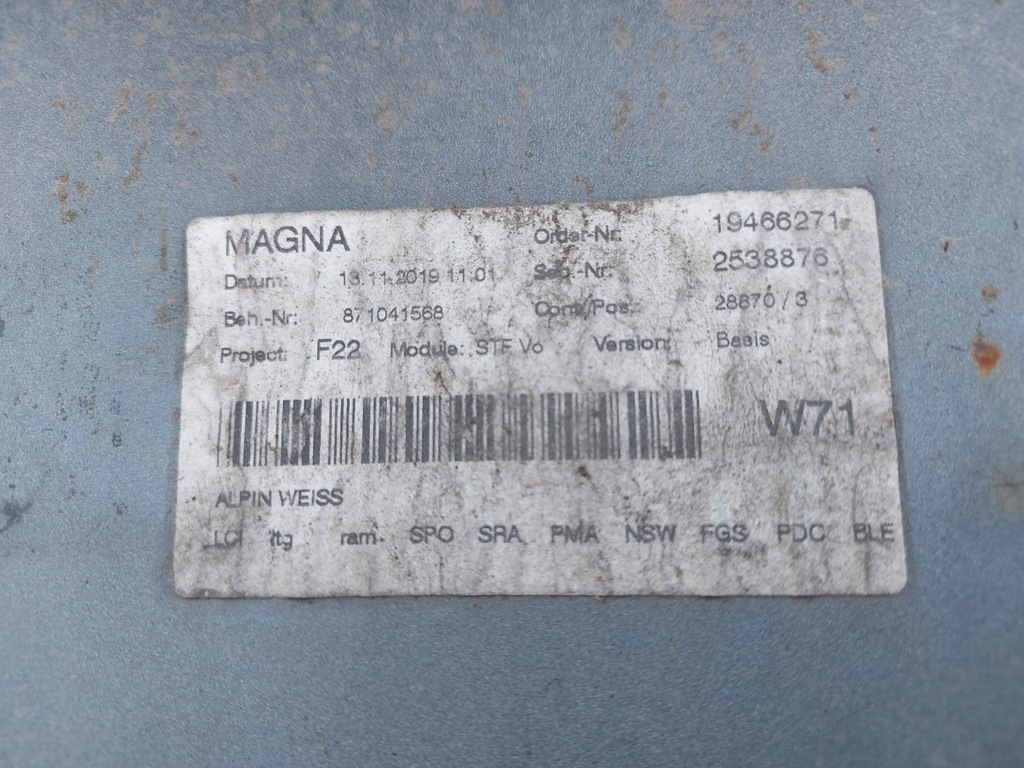 MAGNA Order-Nr: 19466271
Datum: 13.11.2019 11:01 Seq.-Nr: 2538876
Beh.-Nr: 871041568 Cont/Pos.: 28870 / 3
Project: F22 Module: STF Vo Version: Basis
W71
ALPIN WEISS
LCI ram SPO SRA PMA NSW FGS PDC BLE